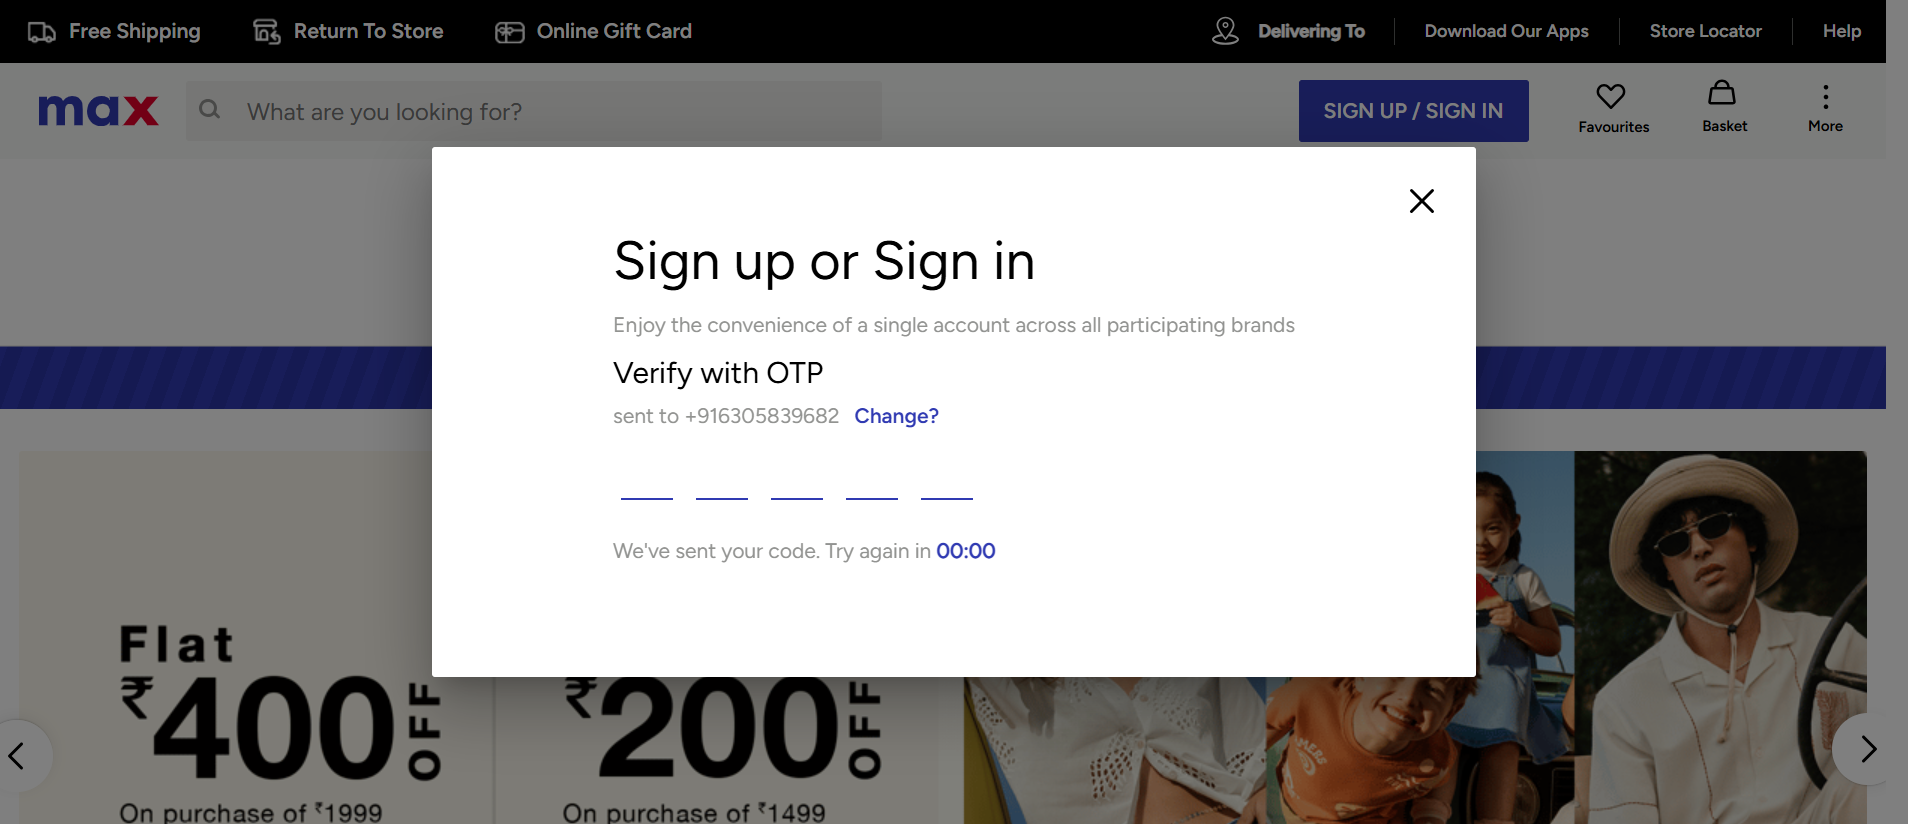 Free Shipping
Return To Store
Online Gift Card
Delivering To
Download Our Apps
Store Locator
Help
max
What are you looking for?
SIGN UP / SIGN IN
Favourites
Basket
More
Sign up or Sign in
Enjoy the convenience of a single account across all participating brands
Verify with OTP
sent to +916305839682 Change?
We've sent your code. Try again in 00:00
Flat
₹400 OFF
On purchase of ₹1999
₹200 OFF
On purchase of ₹1499